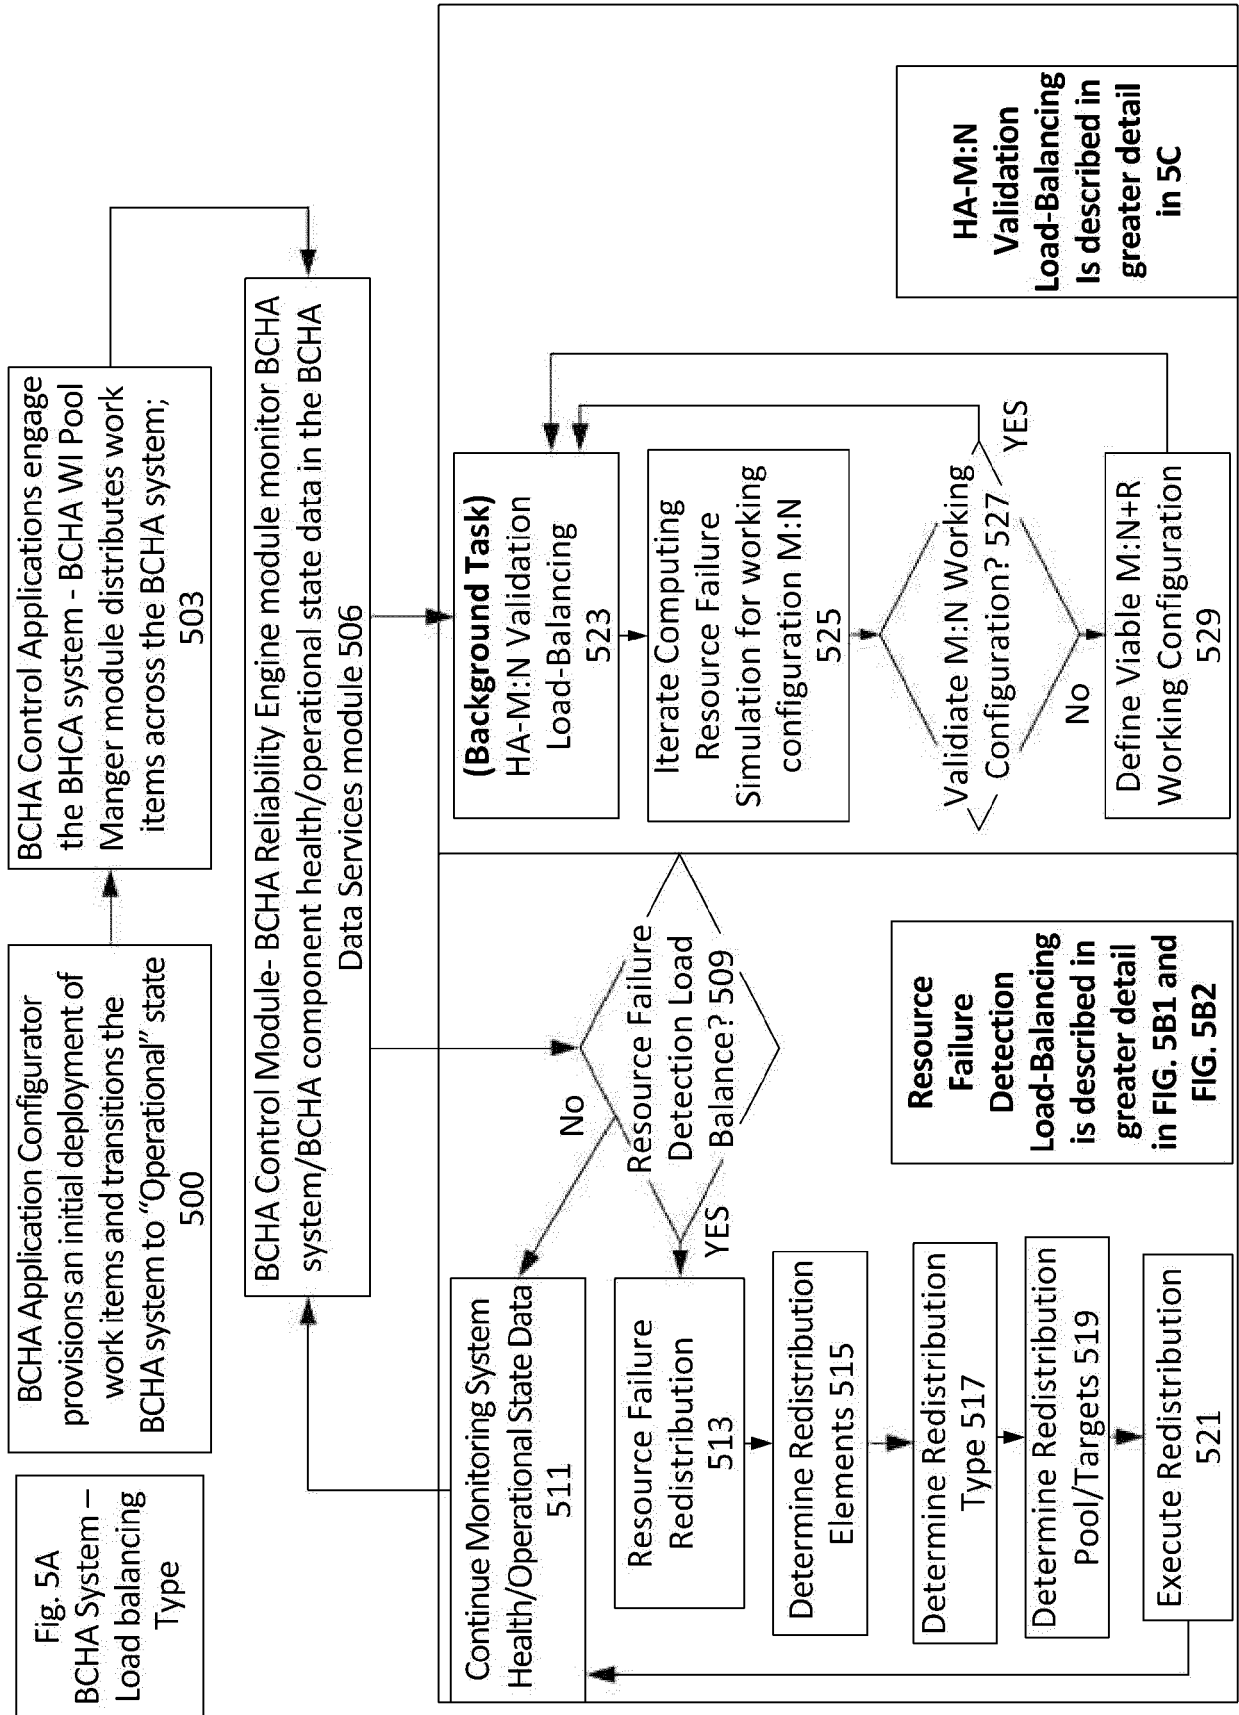 Fig. 5A
BCHA System –
Load balancing
Type
BCHA Application Configurator
provisions an initial deployment of
work items and transitions the
BCHA system to “Operational” state
500
BCHA Control Applications engage
the BHCA system - BCHA WI Pool
Manger module distributes work
items across the BCHA system;
503
BCHA Control Module- BCHA Reliability Engine module monitor BCHA
system/BCHA component health/operational state data in the BCHA
Data Services module 506
Continue Monitoring System
Health/Operational State Data
511
No
Resource Failure
Detection Load
Balance? 509
YES
Resource Failure
Redistribution
513
Determine Redistribution
Elements 515
Determine Redistribution
Type 517
Determine Redistribution
Pool/Targets 519
Execute Redistribution
521
Resource
Failure
Detection
Load-Balancing
is described in
greater detail
in FIG. 5B1 and
FIG. 5B2
(Background Task)
HA-M:N Validation
Load-Balancing
523
Iterate Computing
Resource Failure
Simulation for working
configuration M:N
525
Validiate M:N Working
Configuration? 527
YES
No
Define Viable M:N+R
Working Configuration
529
HA-M:N
Validation
Load-Balancing
Is described in
greater detail
in 5C